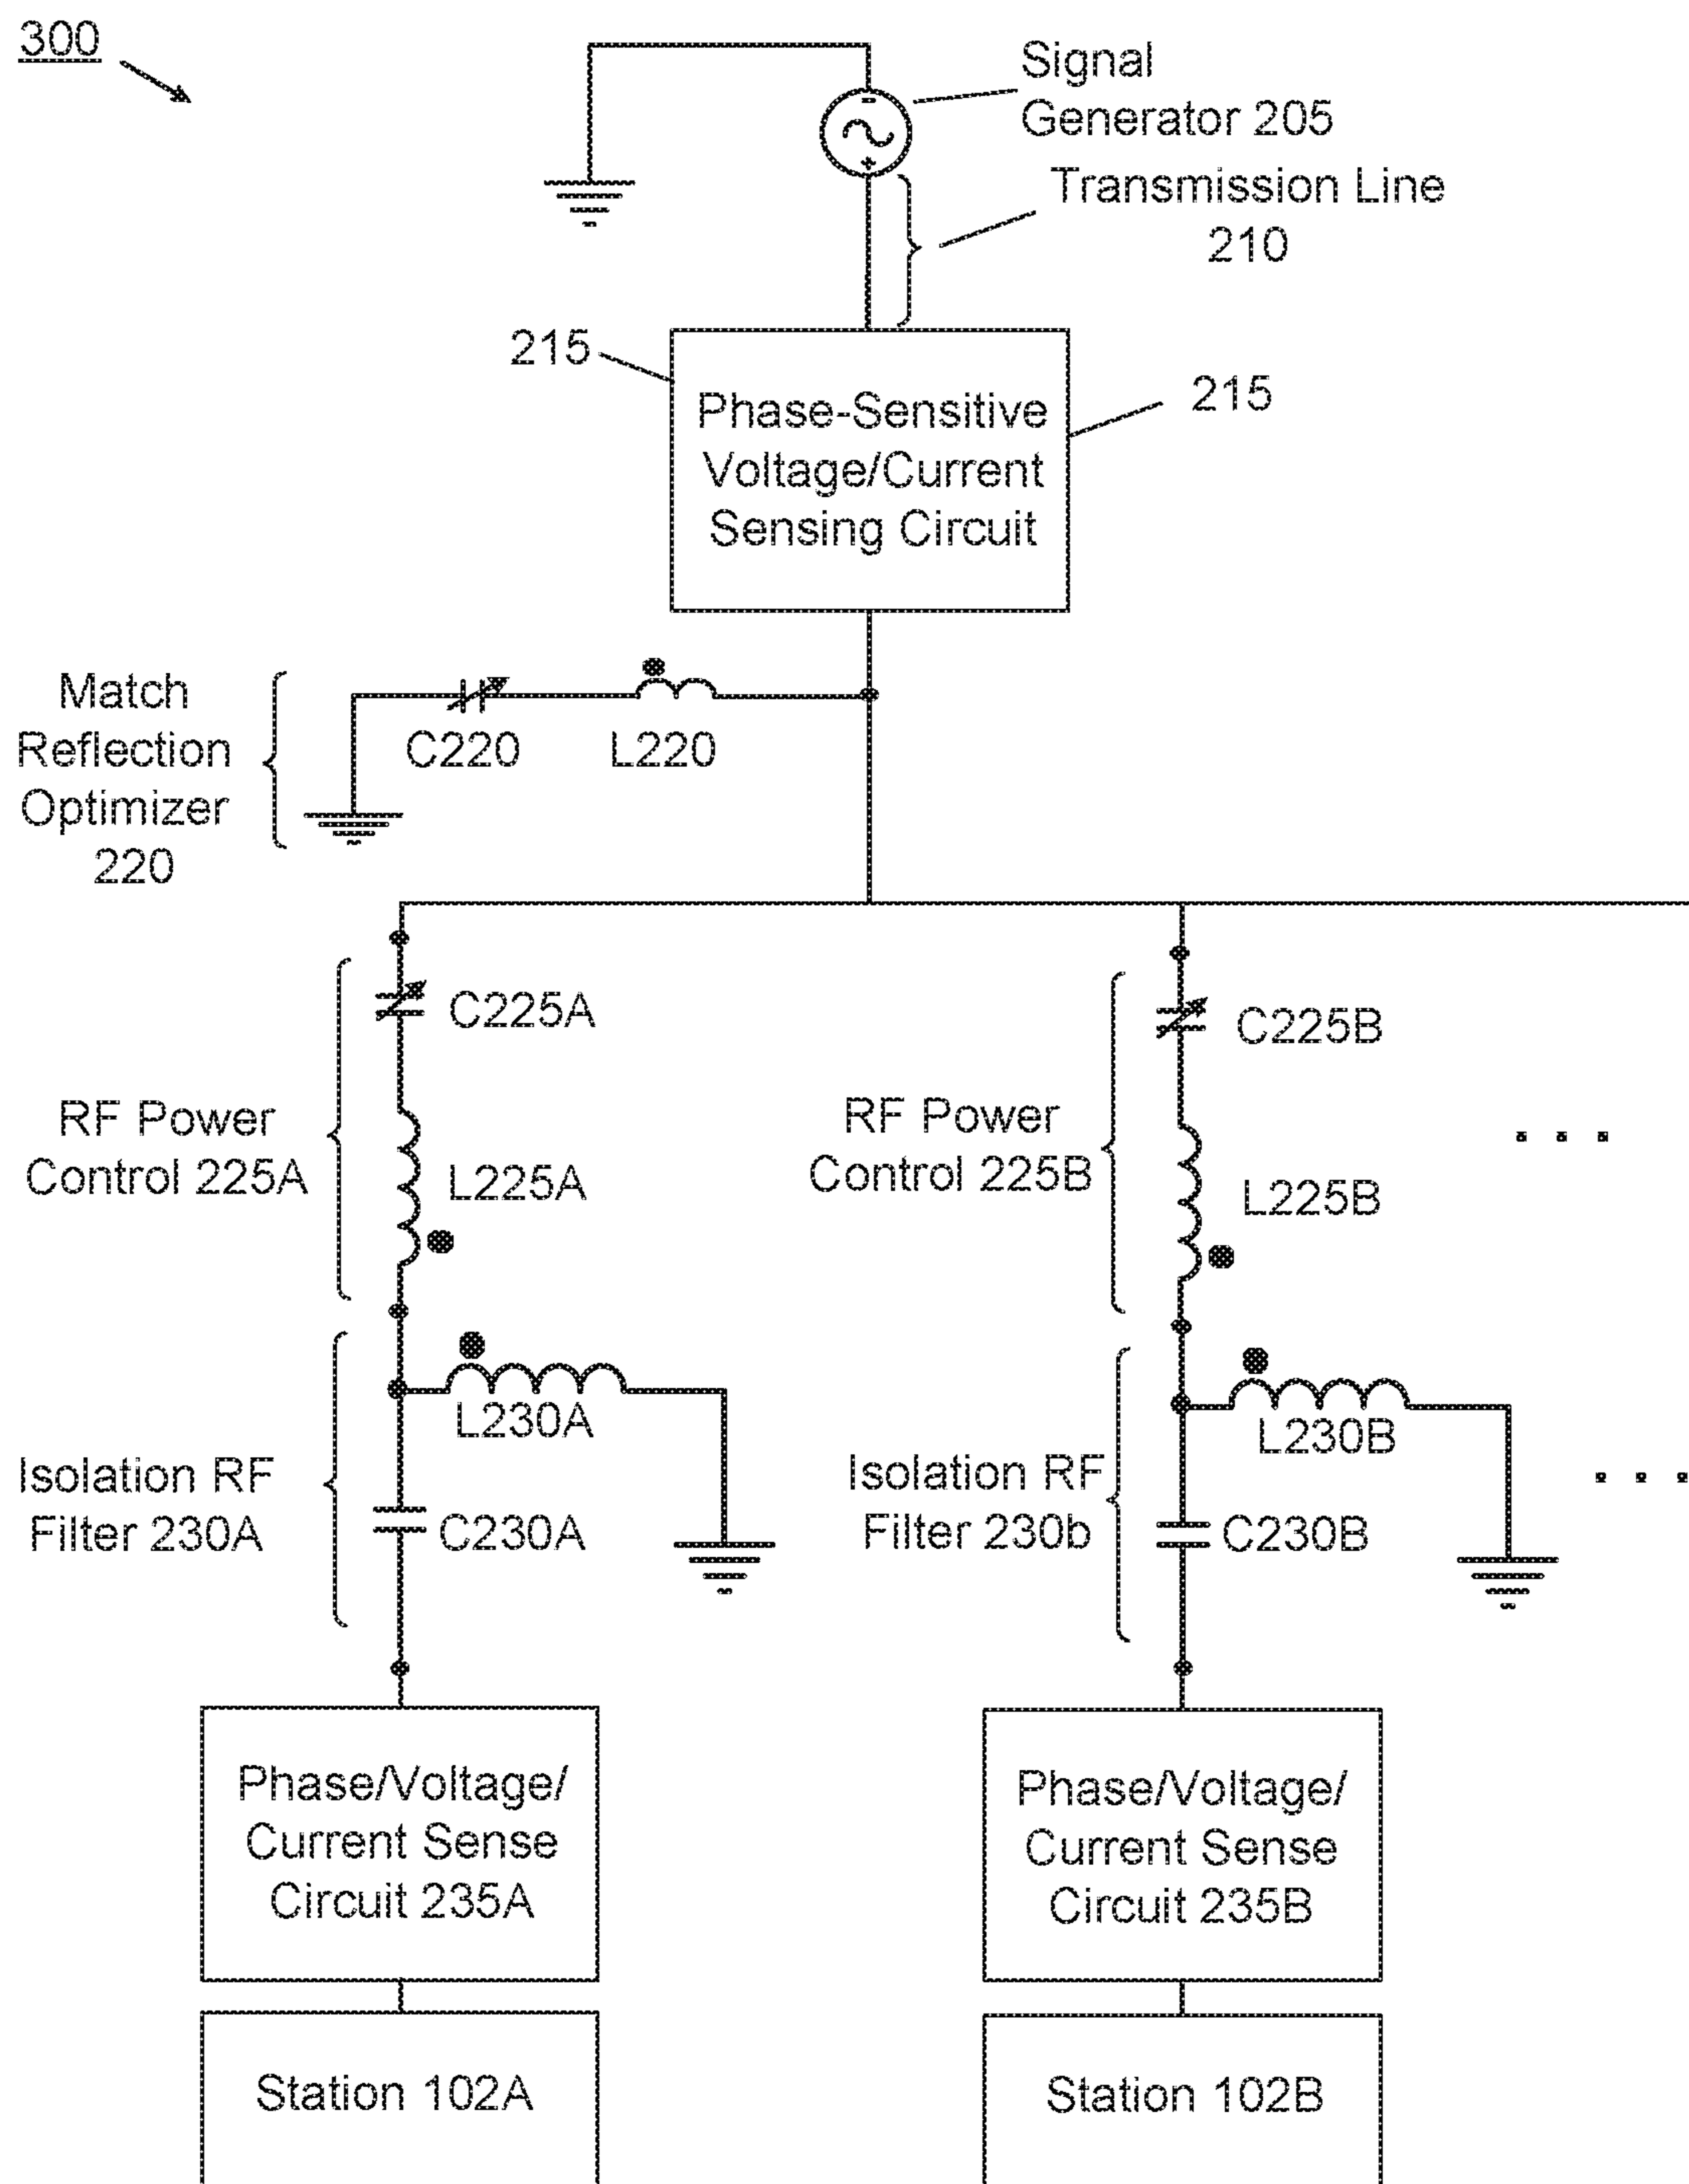 300
Signal
Generator 205
Transmission Line
210
215
215
Phase-Sensitive
Voltage/Current
Sensing Circuit
Match
Reflection
Optimizer
220
C220
L220
C225A
C225B
RF Power
Control 225A
L225A
RF Power
Control 225B
L225B
L230A
L230B
Isolation RF
Filter 230A
C230A
Isolation RF
Filter 230b
C230B
Phase/Voltage/
Current Sense
Circuit 235A
Phase/Voltage/
Current Sense
Circuit 235B
Station 102A
Station 102B